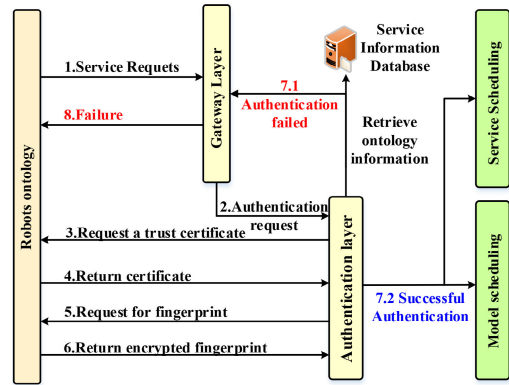 Robots ontology
1.Service Requets
8.Failure
Gateway Layer
7.1
Authentication
failed
Service
Information
Database
Retrieve
ontology
information
2.Authentication
request
3.Request a trust certificate
4.Return certificate
5.Request for fingerprint
6.Return encrypted fingerprint
Authentication layer
7.2 Successful
Authentication
Service Scheduling
Model scheduling